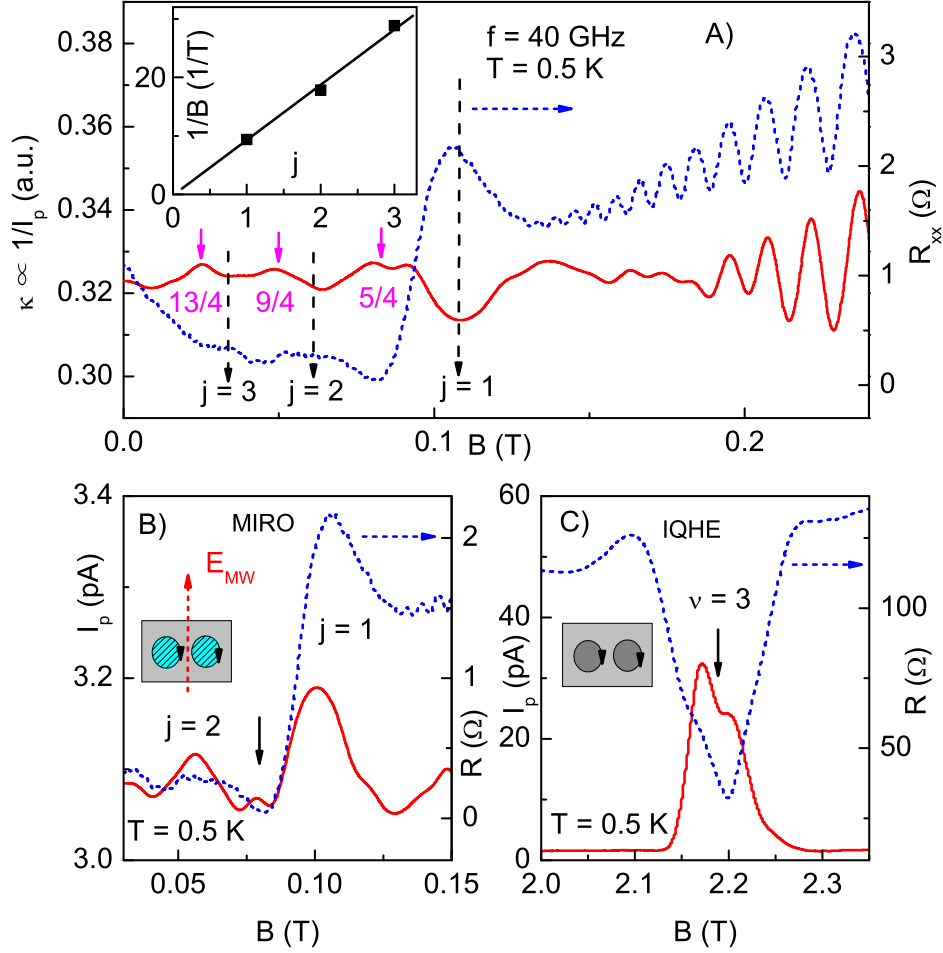 A)
f = 40 GHz
T = 0.5 K
κ ∝ 1/I_p (a.u.)
0.38
0.36
0.34
0.32
0.30
1/B (1/T)
20
0
0 1 2 3
j
13/4 9/4 5/4
j = 3 j = 2 j = 1
R_xx (Ω)
3
2
1
0
0.0 0.1 0.2
B (T)
B) MIRO
E_MW
I_p (pA)
3.4
3.2
3.0
j = 1
j = 2
T = 0.5 K
R (Ω)
2
1
0
0.05 0.10 0.15
B (T)
C) IQHE
ν = 3
I_p (pA)
60
40
20
0
T = 0.5 K
R (Ω)
100
50
2.0 2.1 2.2 2.3
B (T)